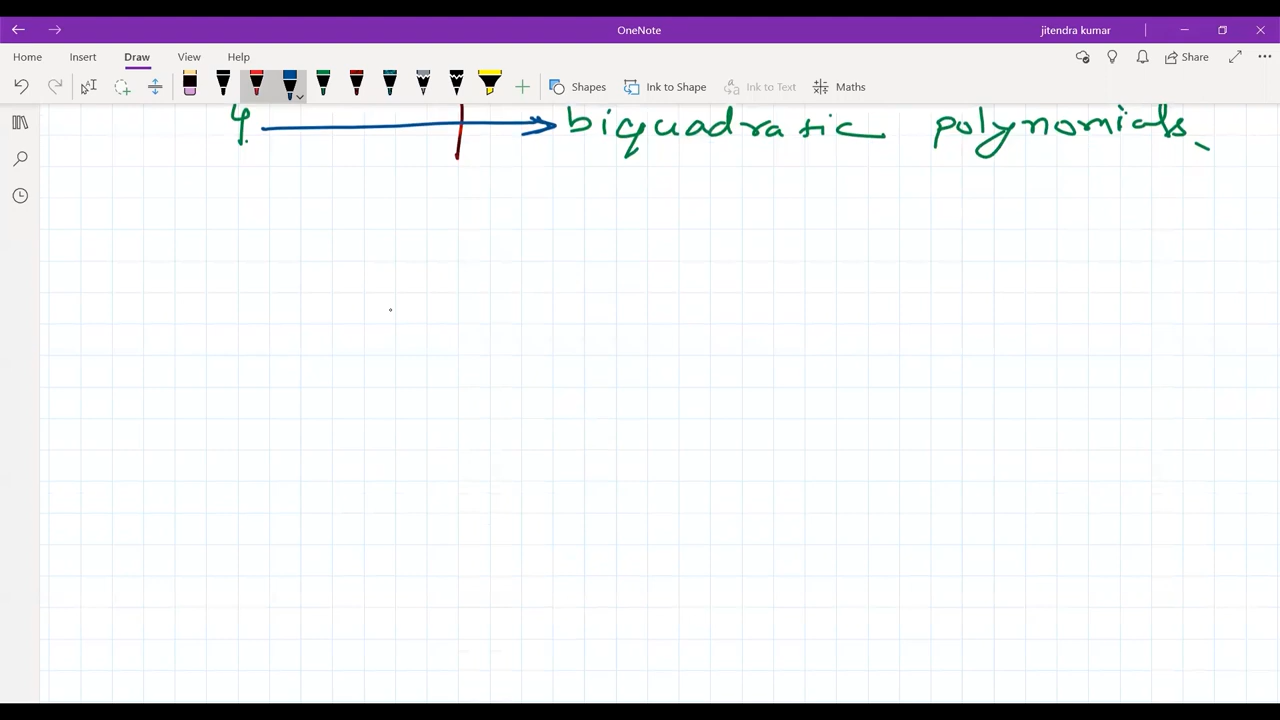 OneNote
jitendra kumar
Home Insert Draw View Help
Share
Shapes Ink to Shape Ink to Text Maths
4 biquadratic polynomials